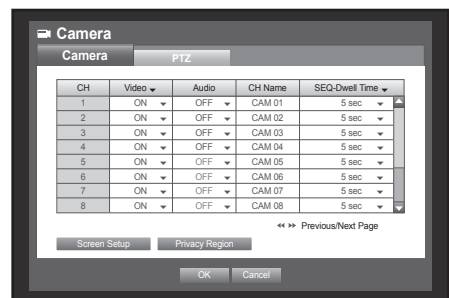 Camera
Camera PTZ
CH Video Audio CH Name SEQ-Dwell Time
1 ON OFF CAM 01 5 sec
2 ON OFF CAM 02 5 sec
3 ON OFF CAM 03 5 sec
4 ON OFF CAM 04 5 sec
5 ON OFF CAM 05 5 sec
6 ON OFF CAM 06 5 sec
7 ON OFF CAM 07 5 sec
8 ON OFF CAM 08 5 sec
Previous/Next Page
Screen Setup Privacy Region
OK Cancel